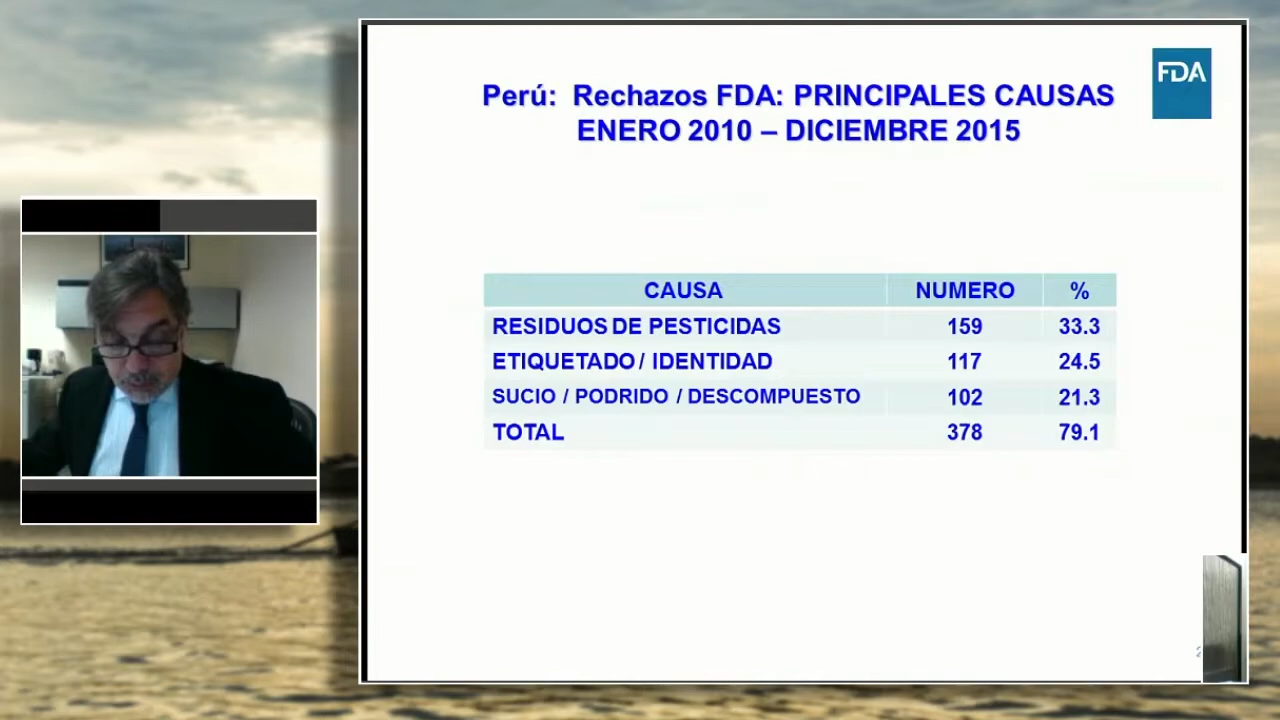 FDA
Perú: Rechazos FDA: PRINCIPALES CAUSAS
ENERO 2010 – DICIEMBRE 2015
CAUSA NUMERO %
RESIDUOS DE PESTICIDAS 159 33.3
ETIQUETADO / IDENTIDAD 117 24.5
SUCIO / PODRIDO / DESCOMPUESTO 102 21.3
TOTAL 378 79.1